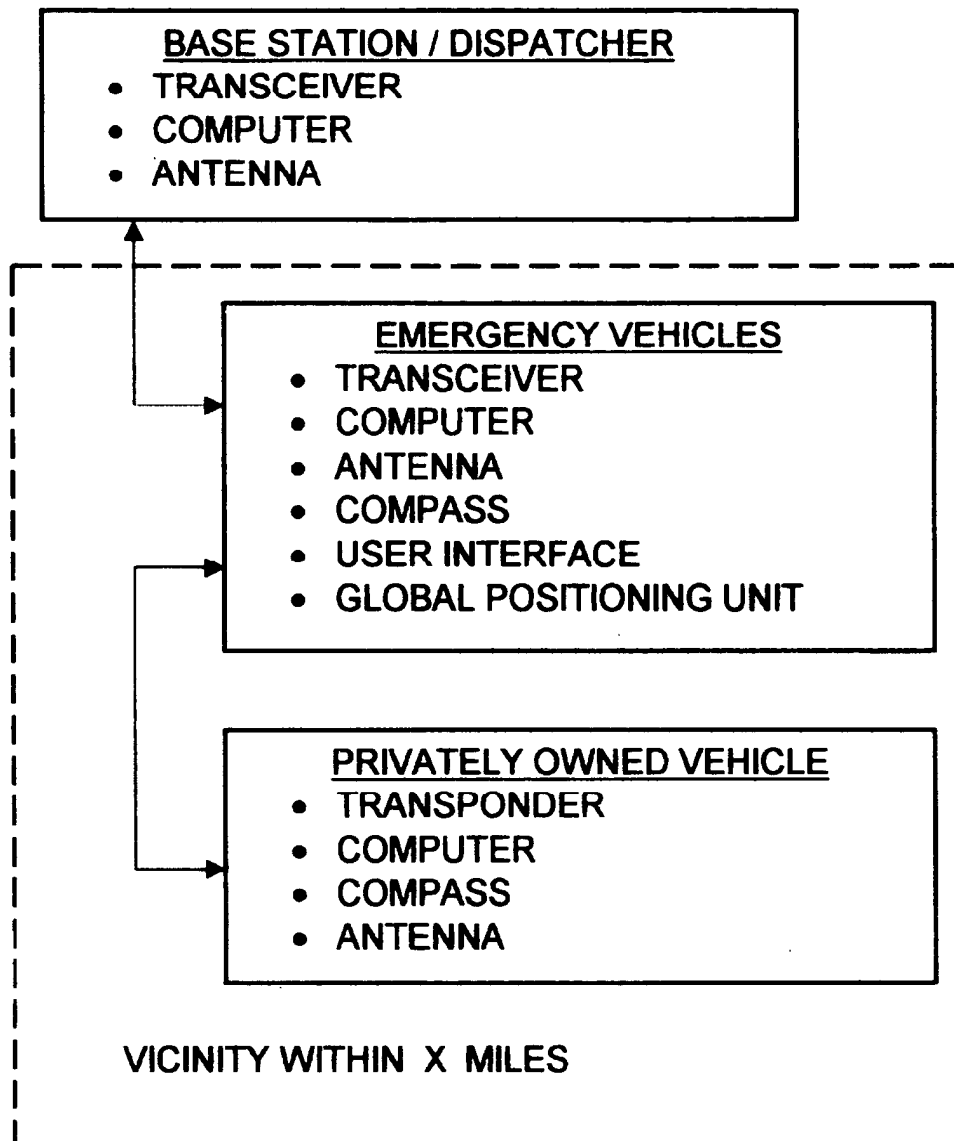 BASE STATION / DISPATCHER
• TRANSCEIVER
• COMPUTER
• ANTENNA
EMERGENCY VEHICLES
• TRANSCEIVER
• COMPUTER
• ANTENNA
• COMPASS
• USER INTERFACE
• GLOBAL POSITIONING UNIT
PRIVATELY OWNED VEHICLE
• TRANSPONDER
• COMPUTER
• COMPASS
• ANTENNA
VICINITY WITHIN X MILES